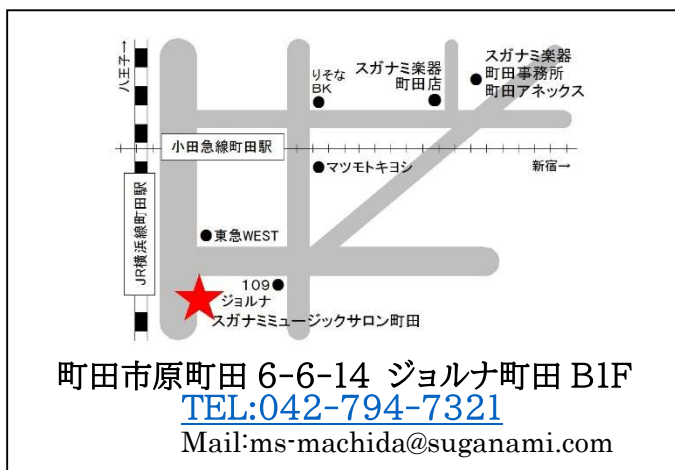 八王子→
りそな
BK
スガナミ楽器
町田店
スガナミ楽器
町田事務所
町田アネックス
小田急線町田駅
マツモトキヨシ
新宿→
JR横浜線町田駅
東急WEST
109
ジョルナ
スガナミミュージックサロン町田
町田市原町田 6-6-14 ジョルナ町田 B1F
TEL:042-794-7321
Mail:ms-machida@suganami.com